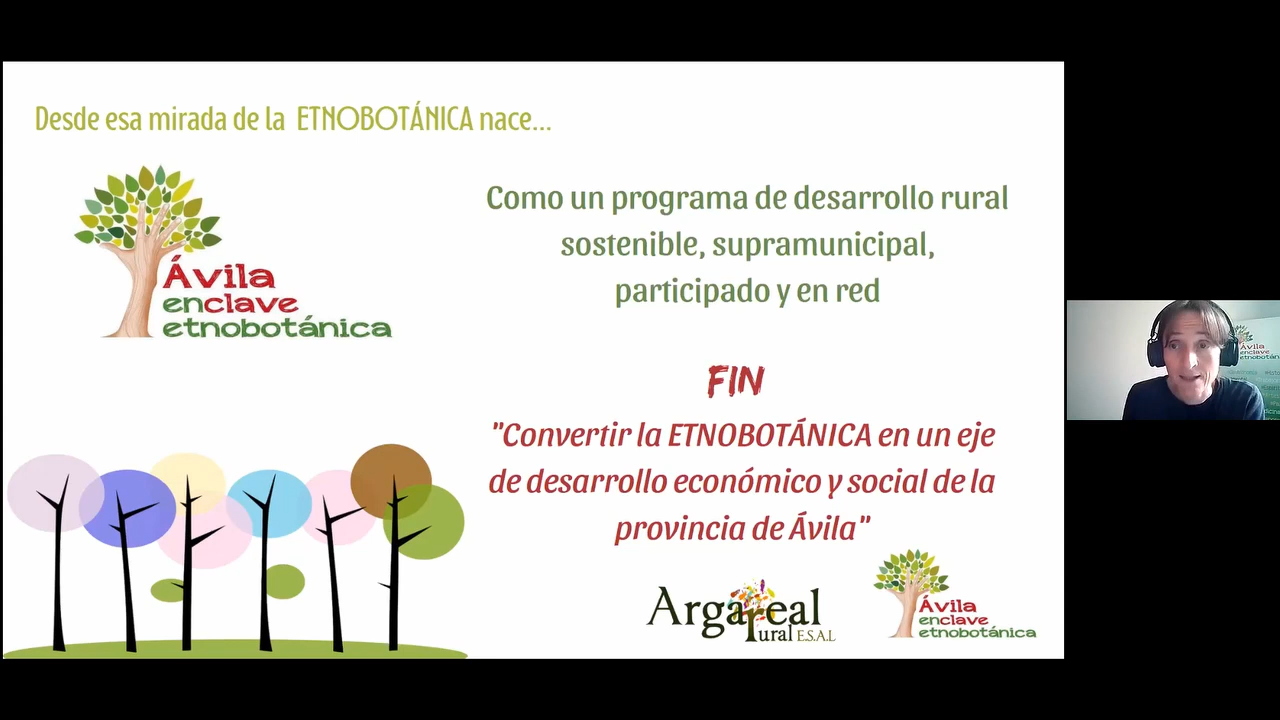 Desde esa mirada de la ETNOBOTÁNICA nace...
Ávila
enclave
etnobotánica
Como un programa de desarrollo rural
sostenible, supramunicipal,
participado y en red
FIN
"Convertir la ETNOBOTÁNICA en un eje
de desarrollo económico y social de la
provincia de Ávila"
Argareal
rural E.S.A.L
Ávila
enclave
etnobotánica
Ávila
enclave